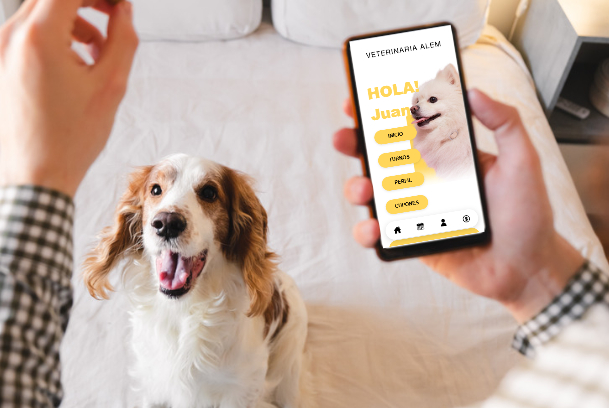 VETERINARIA ALEM
HOLA!
Juan
INICIO
TURNOS
PERFIL
CUPONES